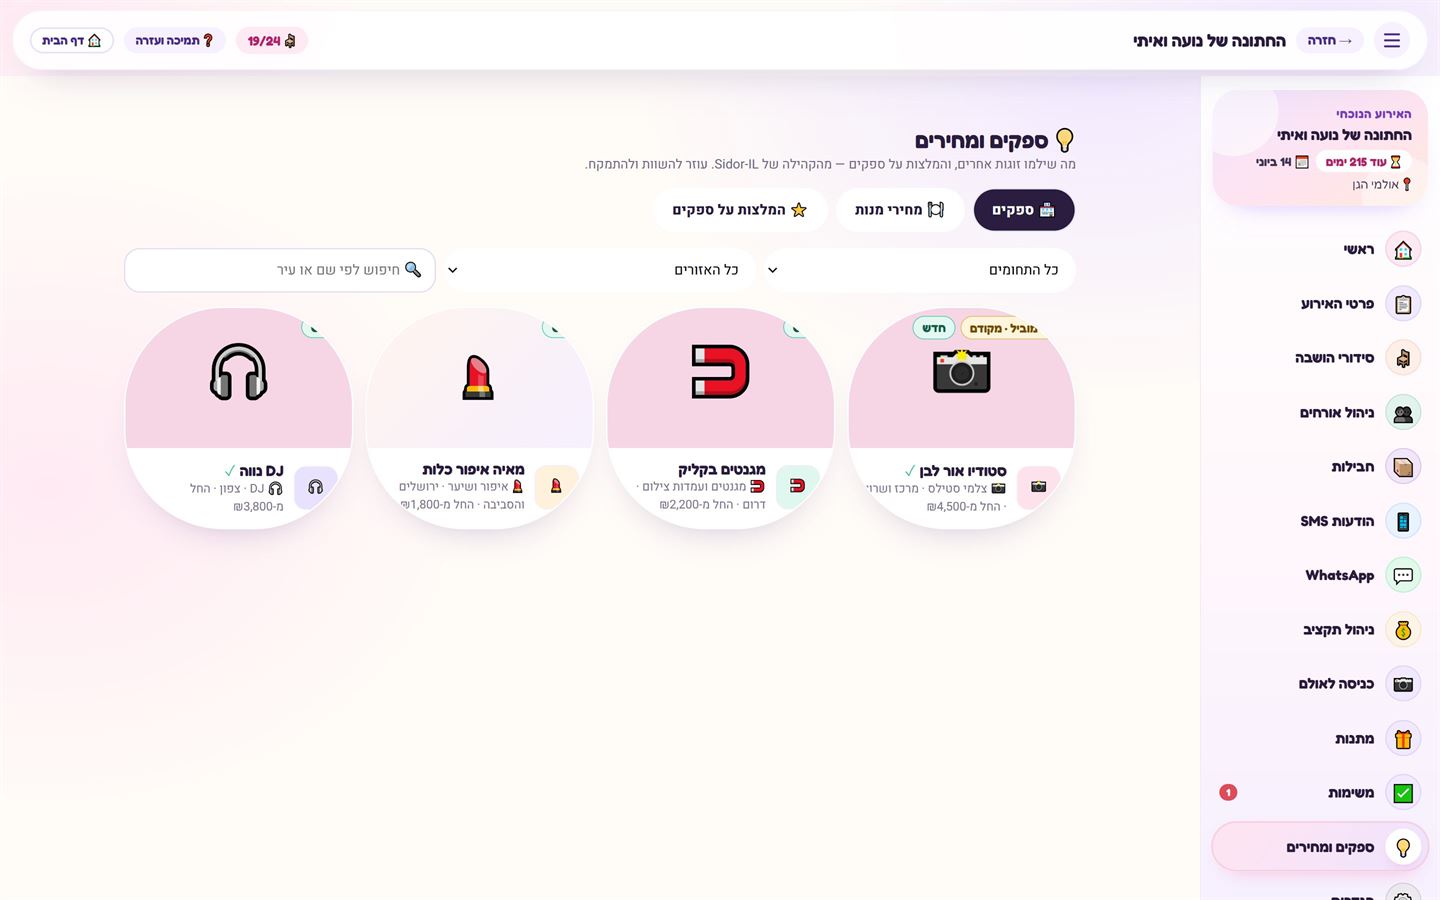 החתונה של נועה ואיתי
→ חזרה
19/24
תמיכה ועזרה
דף הבית
האירוע הנוכחי
החתונה של נועה ואיתי
עוד 215 ימים
14 ביוני
אולמי הגן
ראשי
פרטי האירוע
סידורי הושבה
ניהול אורחים
חבילות
הודעות SMS
WhatsApp
ניהול תקציב
כניסה לאולם
מתנות
משימות
1
ספקים ומחירים
ספקים ומחירים
מה שילמו זוגות אחרים, והמלצות על ספקים — מהקהילה של Sidor-IL. עוזר להשוות ולהתמקח.
ספקים
מחירי מנות
המלצות על ספקים
כל התחומים
כל האזורים
חיפוש לפי שם או עיר
מוביל · מקודם
חדש
סטודיו אור לבן ✓
צלמי סטילס · מרכז ושרון
· החל מ-4,500₪
מגנטים בקליק
מגנטים ועמדות צילום ·
דרום · החל מ-2,200₪
מאיה איפור כלות
איפור ושיער · ירושלים
והסביבה · החל מ-1,800₪
DJ נווה ✓
DJ · צפון · החל
מ-3,800₪